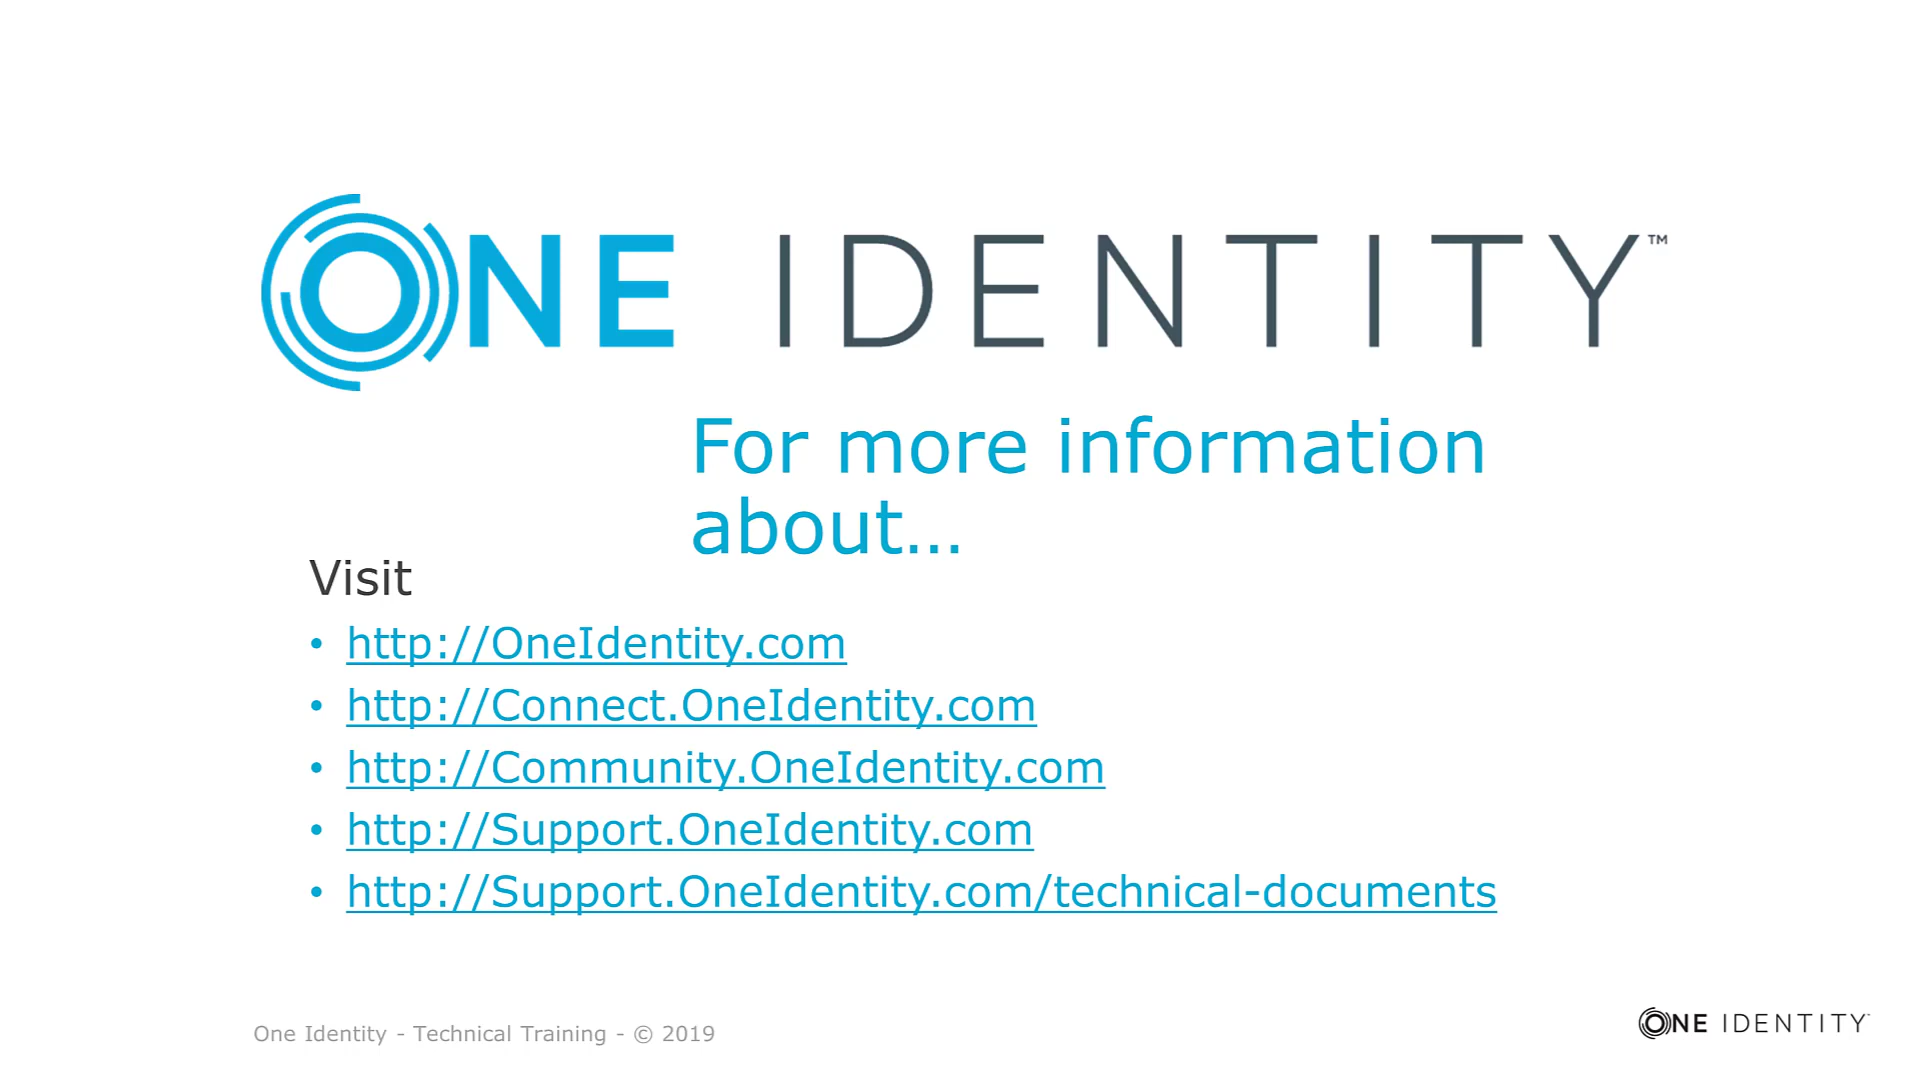 ONE IDENTITY™
For more information
about...
Visit
• http://OneIdentity.com
• http://Connect.OneIdentity.com
• http://Community.OneIdentity.com
• http://Support.OneIdentity.com
• http://Support.OneIdentity.com/technical-documents
One Identity - Technical Training - © 2019
ONE IDENTITY™